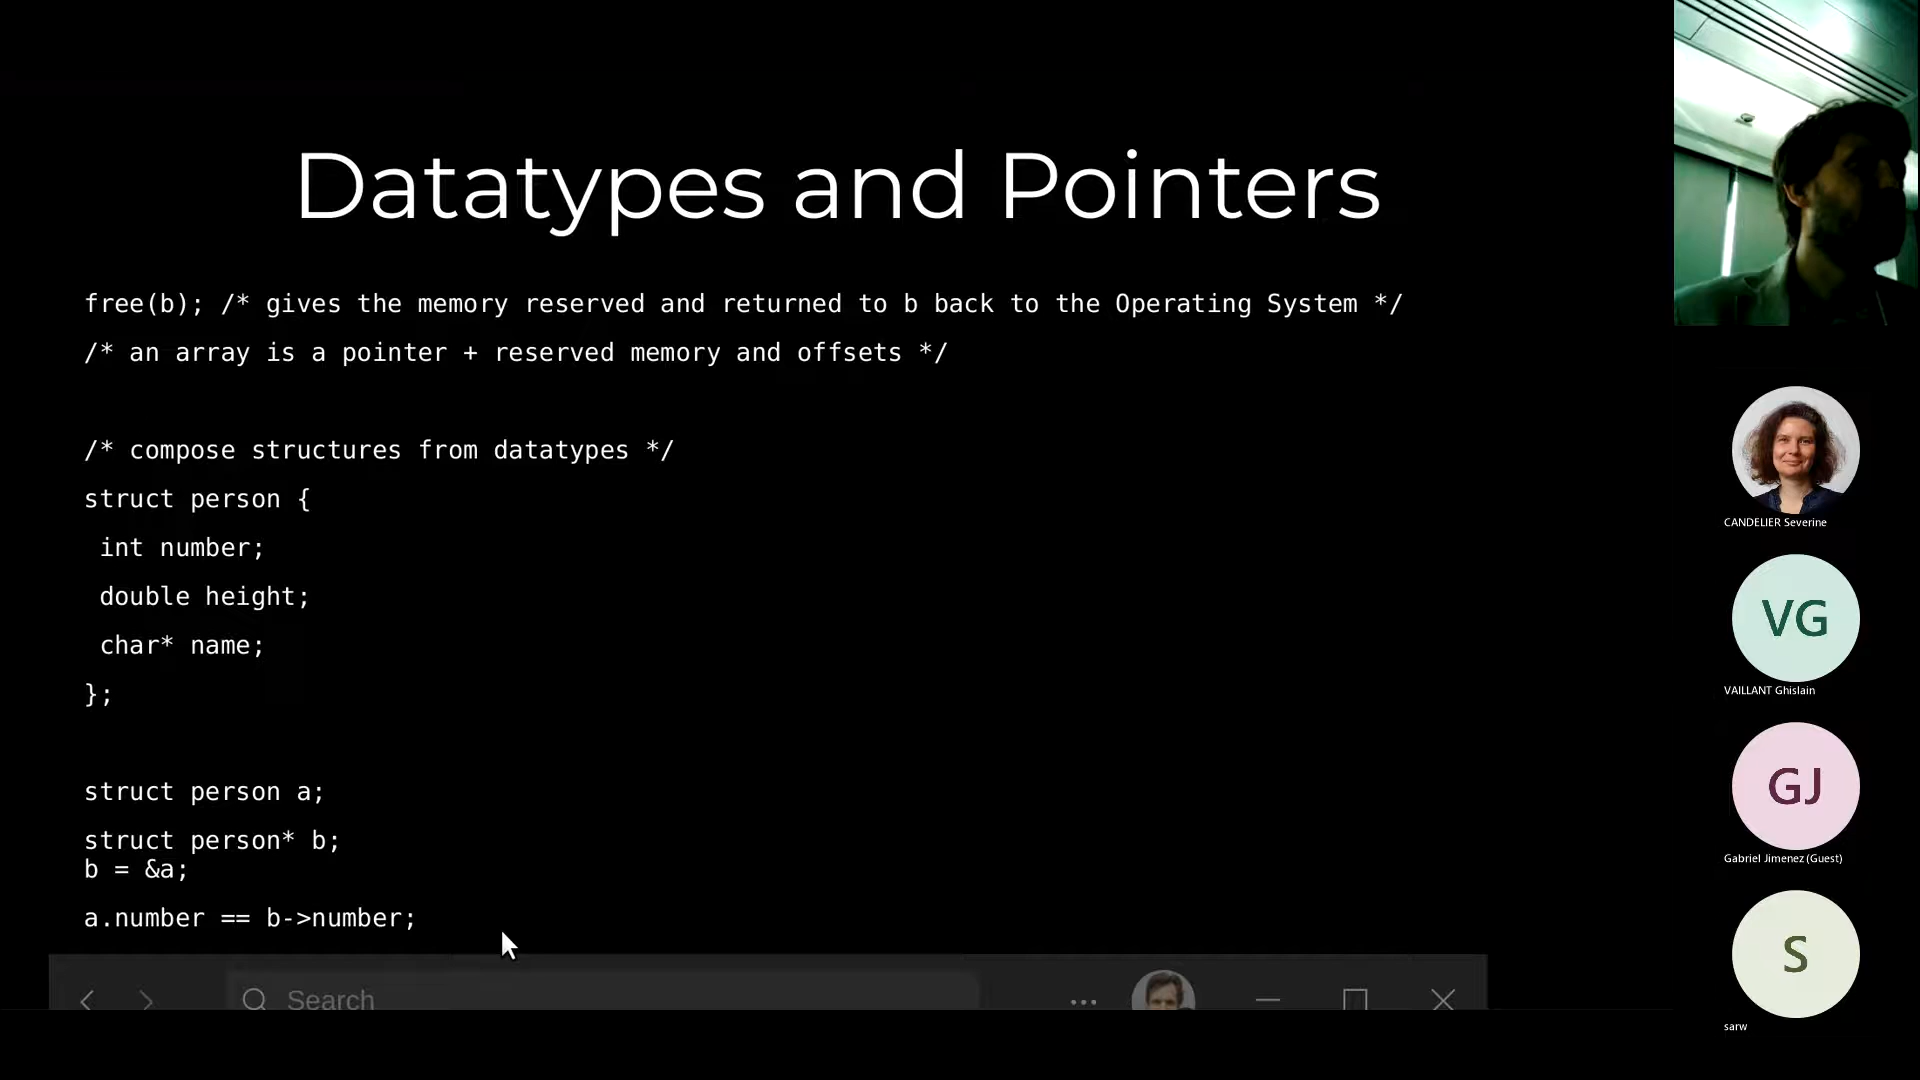 Datatypes and Pointers
free(b); /* gives the memory reserved and returned to b back to the Operating System */
/* an array is a pointer + reserved memory and offsets */
/* compose structures from datatypes */
struct person {
int number;
double height;
char* name;
};
struct person a;
struct person* b;
b = &a;
a.number == b->number;
Search
CANDELIER Severine
VG
VAILLANT Ghislain
GJ
Gabriel Jimenez (Guest)
S
sarw